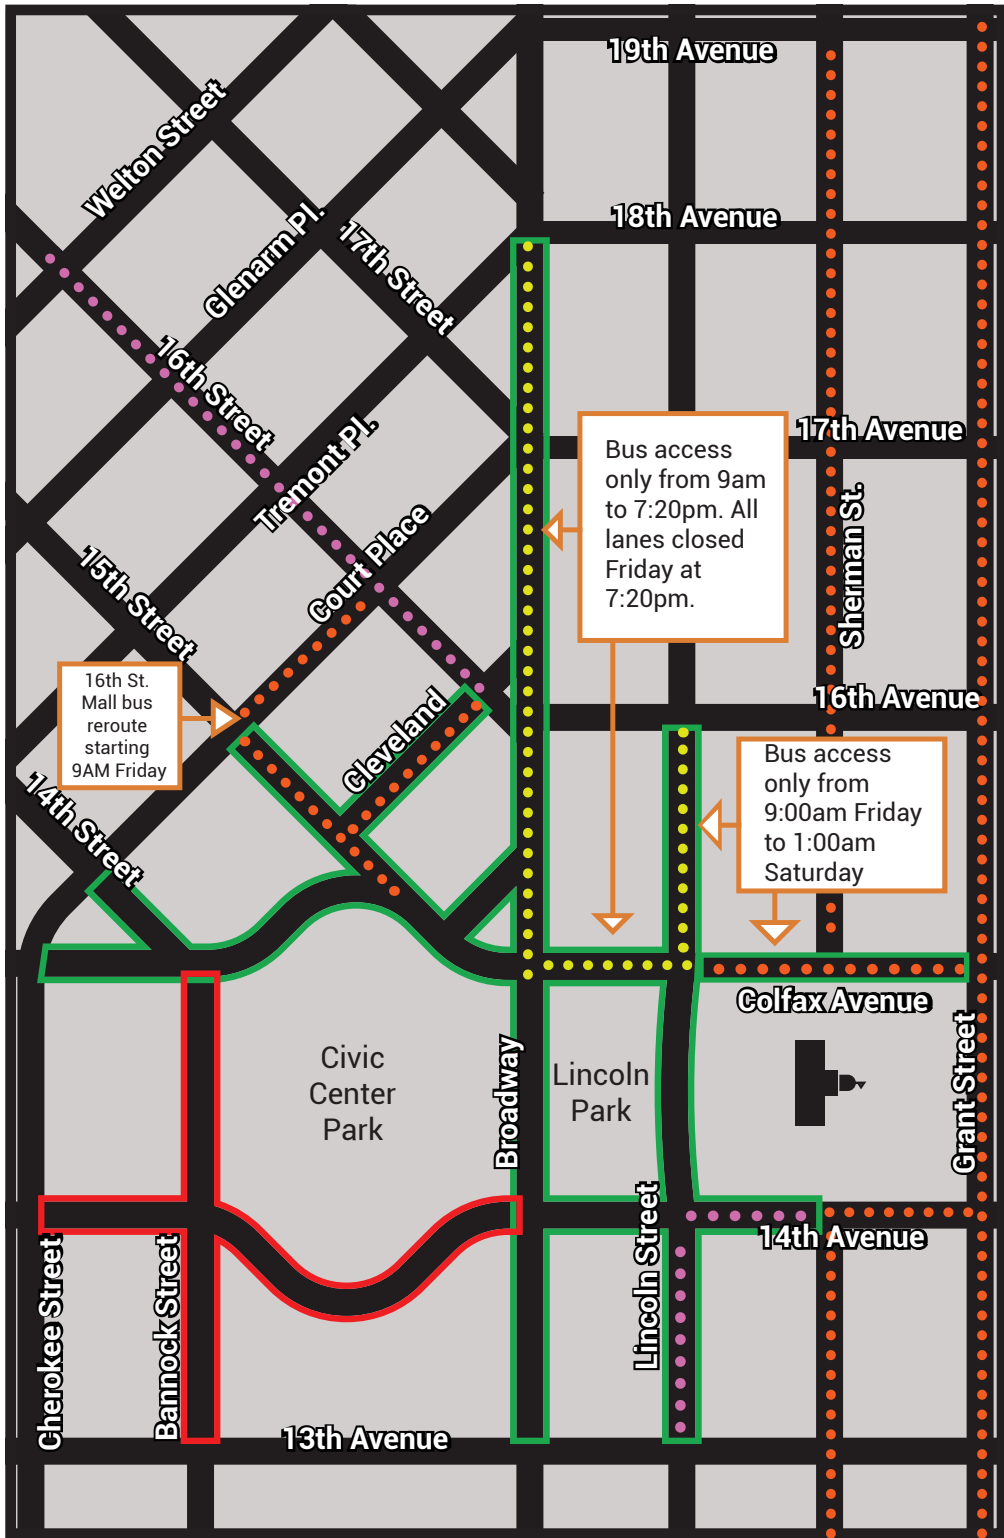 19th Avenue
Welton Street
18th Avenue
Glenarm Pl.
17th Street
16th Street
Tremont Pl.
17th Avenue
Bus access
only from 9am
to 7:20pm. All
lanes closed
Friday at
7:20pm.
Sherman St.
Court Place
15th Street
16th St.
Mall bus
reroute
starting
9AM Friday
Cleveland
16th Avenue
Bus access
only from
9:00am Friday
to 1:00am
Saturday
14th Street
Colfax Avenue
Civic
Center
Park
Broadway
Lincoln
Park
Grant Street
Lincoln Street
14th Avenue
Cherokee Street
Bannock Street
13th Avenue